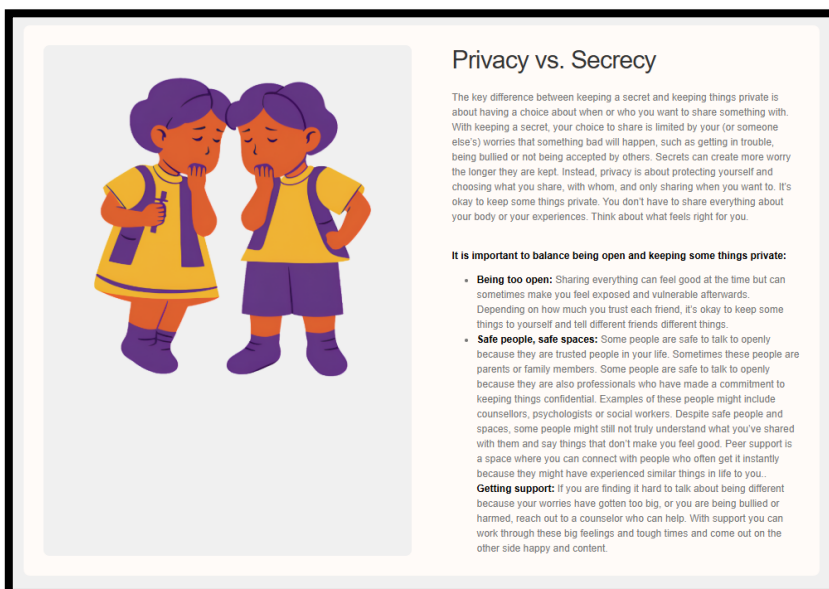 Privacy vs. Secrecy
The key difference between keeping a secret and keeping things private is
about having a choice about when or who you want to share something with.
With keeping a secret, your choice to share is limited by your (or someone
else's) worries that something bad will happen, such as getting in trouble,
being bullied or not being accepted by others. Secrets can create more worry
the longer they are kept. Instead, privacy is about protecting yourself and
choosing what you share, with whom, and only sharing when you want to. It's
okay to keep some things private. You don't have to share everything about
your body or your experiences. Think about what feels right for you.
It is important to balance being open and keeping some things private:
• Being too open: Sharing everything can feel good at the time but can
sometimes make you feel exposed and vulnerable afterwards.
Depending on how much you trust each friend, it's okay to keep some
things to yourself and tell different friends different things.
• Safe people, safe spaces: Some people are safe to talk to openly
because they are trusted people in your life. Sometimes these people are
parents or family members. Some people are safe to talk to openly
because they are also professionals who have made a commitment to
keeping things confidential. Examples of these people might include
counsellors, psychologists or social workers. Despite safe people and
spaces, some people might still not truly understand what you've shared
with them and say things that don't make you feel good. Peer support is
a space where you can connect with people who often get it instantly
because they might have experienced similar things in life to you..
Getting support: If you are finding it hard to talk about being different
because your worries have gotten too big, or you are being bullied or
harmed, reach out to a counselor who can help. With support you can
work through these big feelings and tough times and come out on the
other side happy and content.